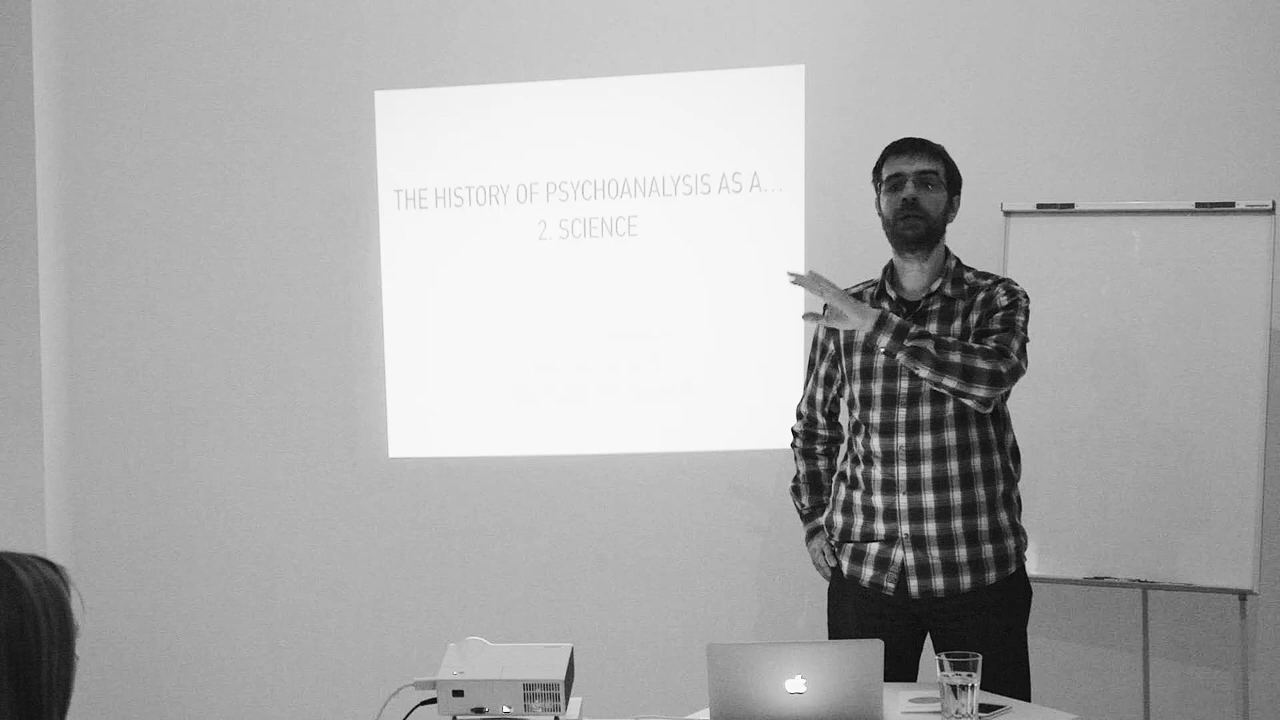 THE HISTORY OF PSYCHOANALYSIS AS A...
2. SCIENCE